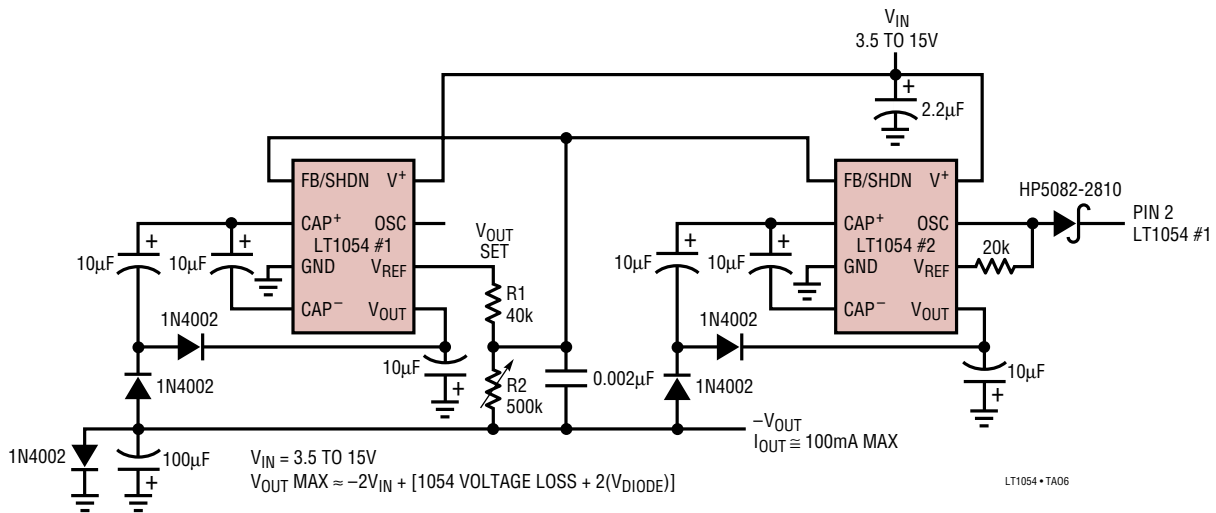 V_IN
3.5 TO 15V
+
2.2µF
FB/SHDN V+
CAP+ OSC
LT1054 #1
GND V_REF
CAP− V_OUT
+
10µF
+
10µF
V_OUT
SET
R1
40k
R2
500k
0.002µF
1N4002
1N4002
10µF
+
1N4002
100µF
+
FB/SHDN V+
CAP+ OSC
LT1054 #2
GND V_REF
CAP− V_OUT
+
10µF
+
10µF
HP5082-2810
PIN 2
LT1054 #1
20k
1N4002
1N4002
10µF
+
−V_OUT
I_OUT ≅ 100mA MAX
V_IN = 3.5 TO 15V
V_OUT MAX ≈ −2V_IN + [1054 VOLTAGE LOSS + 2(V_DIODE)]
LT1054 • TA06